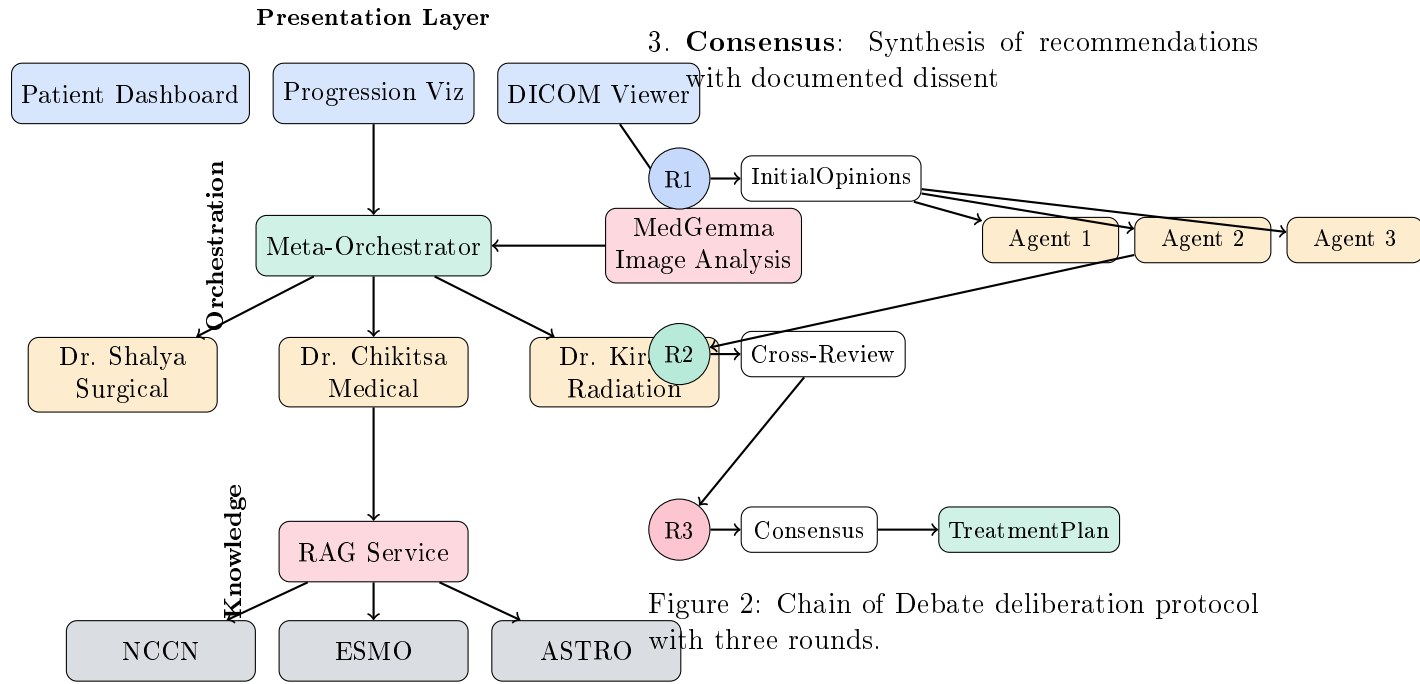 Presentation Layer
Patient Dashboard
Progression Viz
DICOM Viewer
Orchestration
Meta-Orchestrator
MedGemma
Image Analysis
Dr. Shalya
Surgical
Dr. Chikitsa
Medical
Dr.
Radiation
Knowledge
RAG Service
NCCN
ESMO
ASTRO
3. Consensus: Synthesis of recommendations
with documented dissent
R1
InitialOpinions
Agent 1
Agent 2
Agent 3
R2
Cross-Review
R3
Consensus
TreatmentPlan
Figure 2: Chain of Debate deliberation protocol
with three rounds.